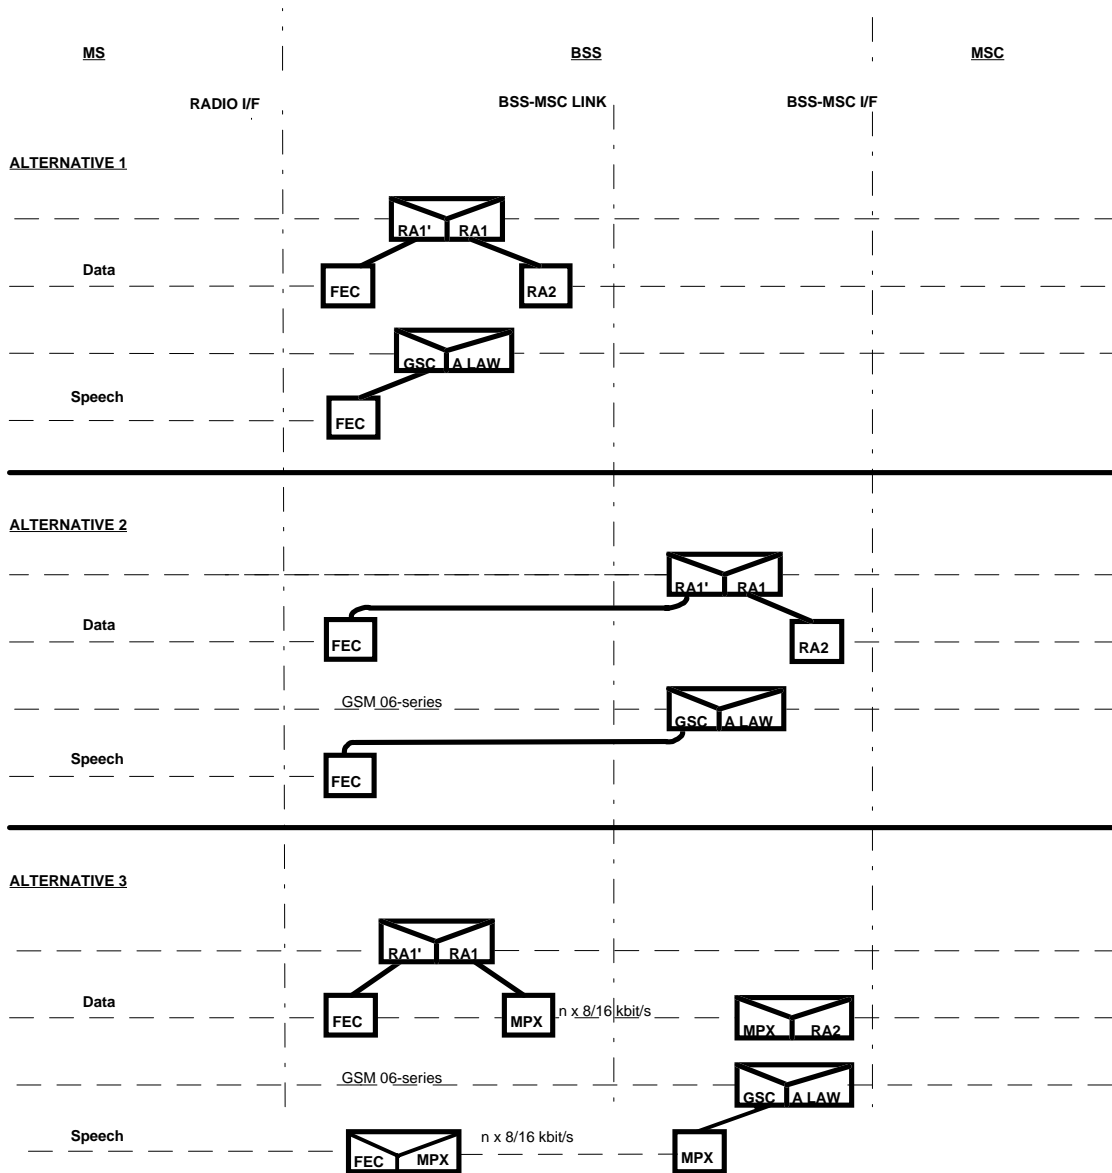 MS BSS MSC
RADIO I/F BSS-MSC LINK BSS-MSC I/F
ALTERNATIVE 1
RA1' RA1
Data
FEC RA2
GSC A LAW
Speech
FEC
ALTERNATIVE 2
RA1' RA1
Data
FEC RA2
GSM 06-series
GSC A LAW
Speech
FEC
ALTERNATIVE 3
RA1' RA1
Data
FEC MPX n x 8/16 kbit/s MPX RA2
GSM 06-series
GSC A LAW
Speech n x 8/16 kbit/s MPX
FEC MPX